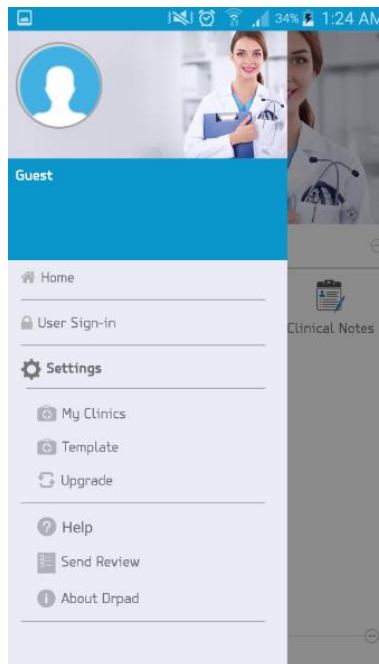 34% 1:24 AM
Guest
Home
User Sign-in
Clinical Notes
Settings
My Clinics
Template
Upgrade
Help
Send Review
About Drpad